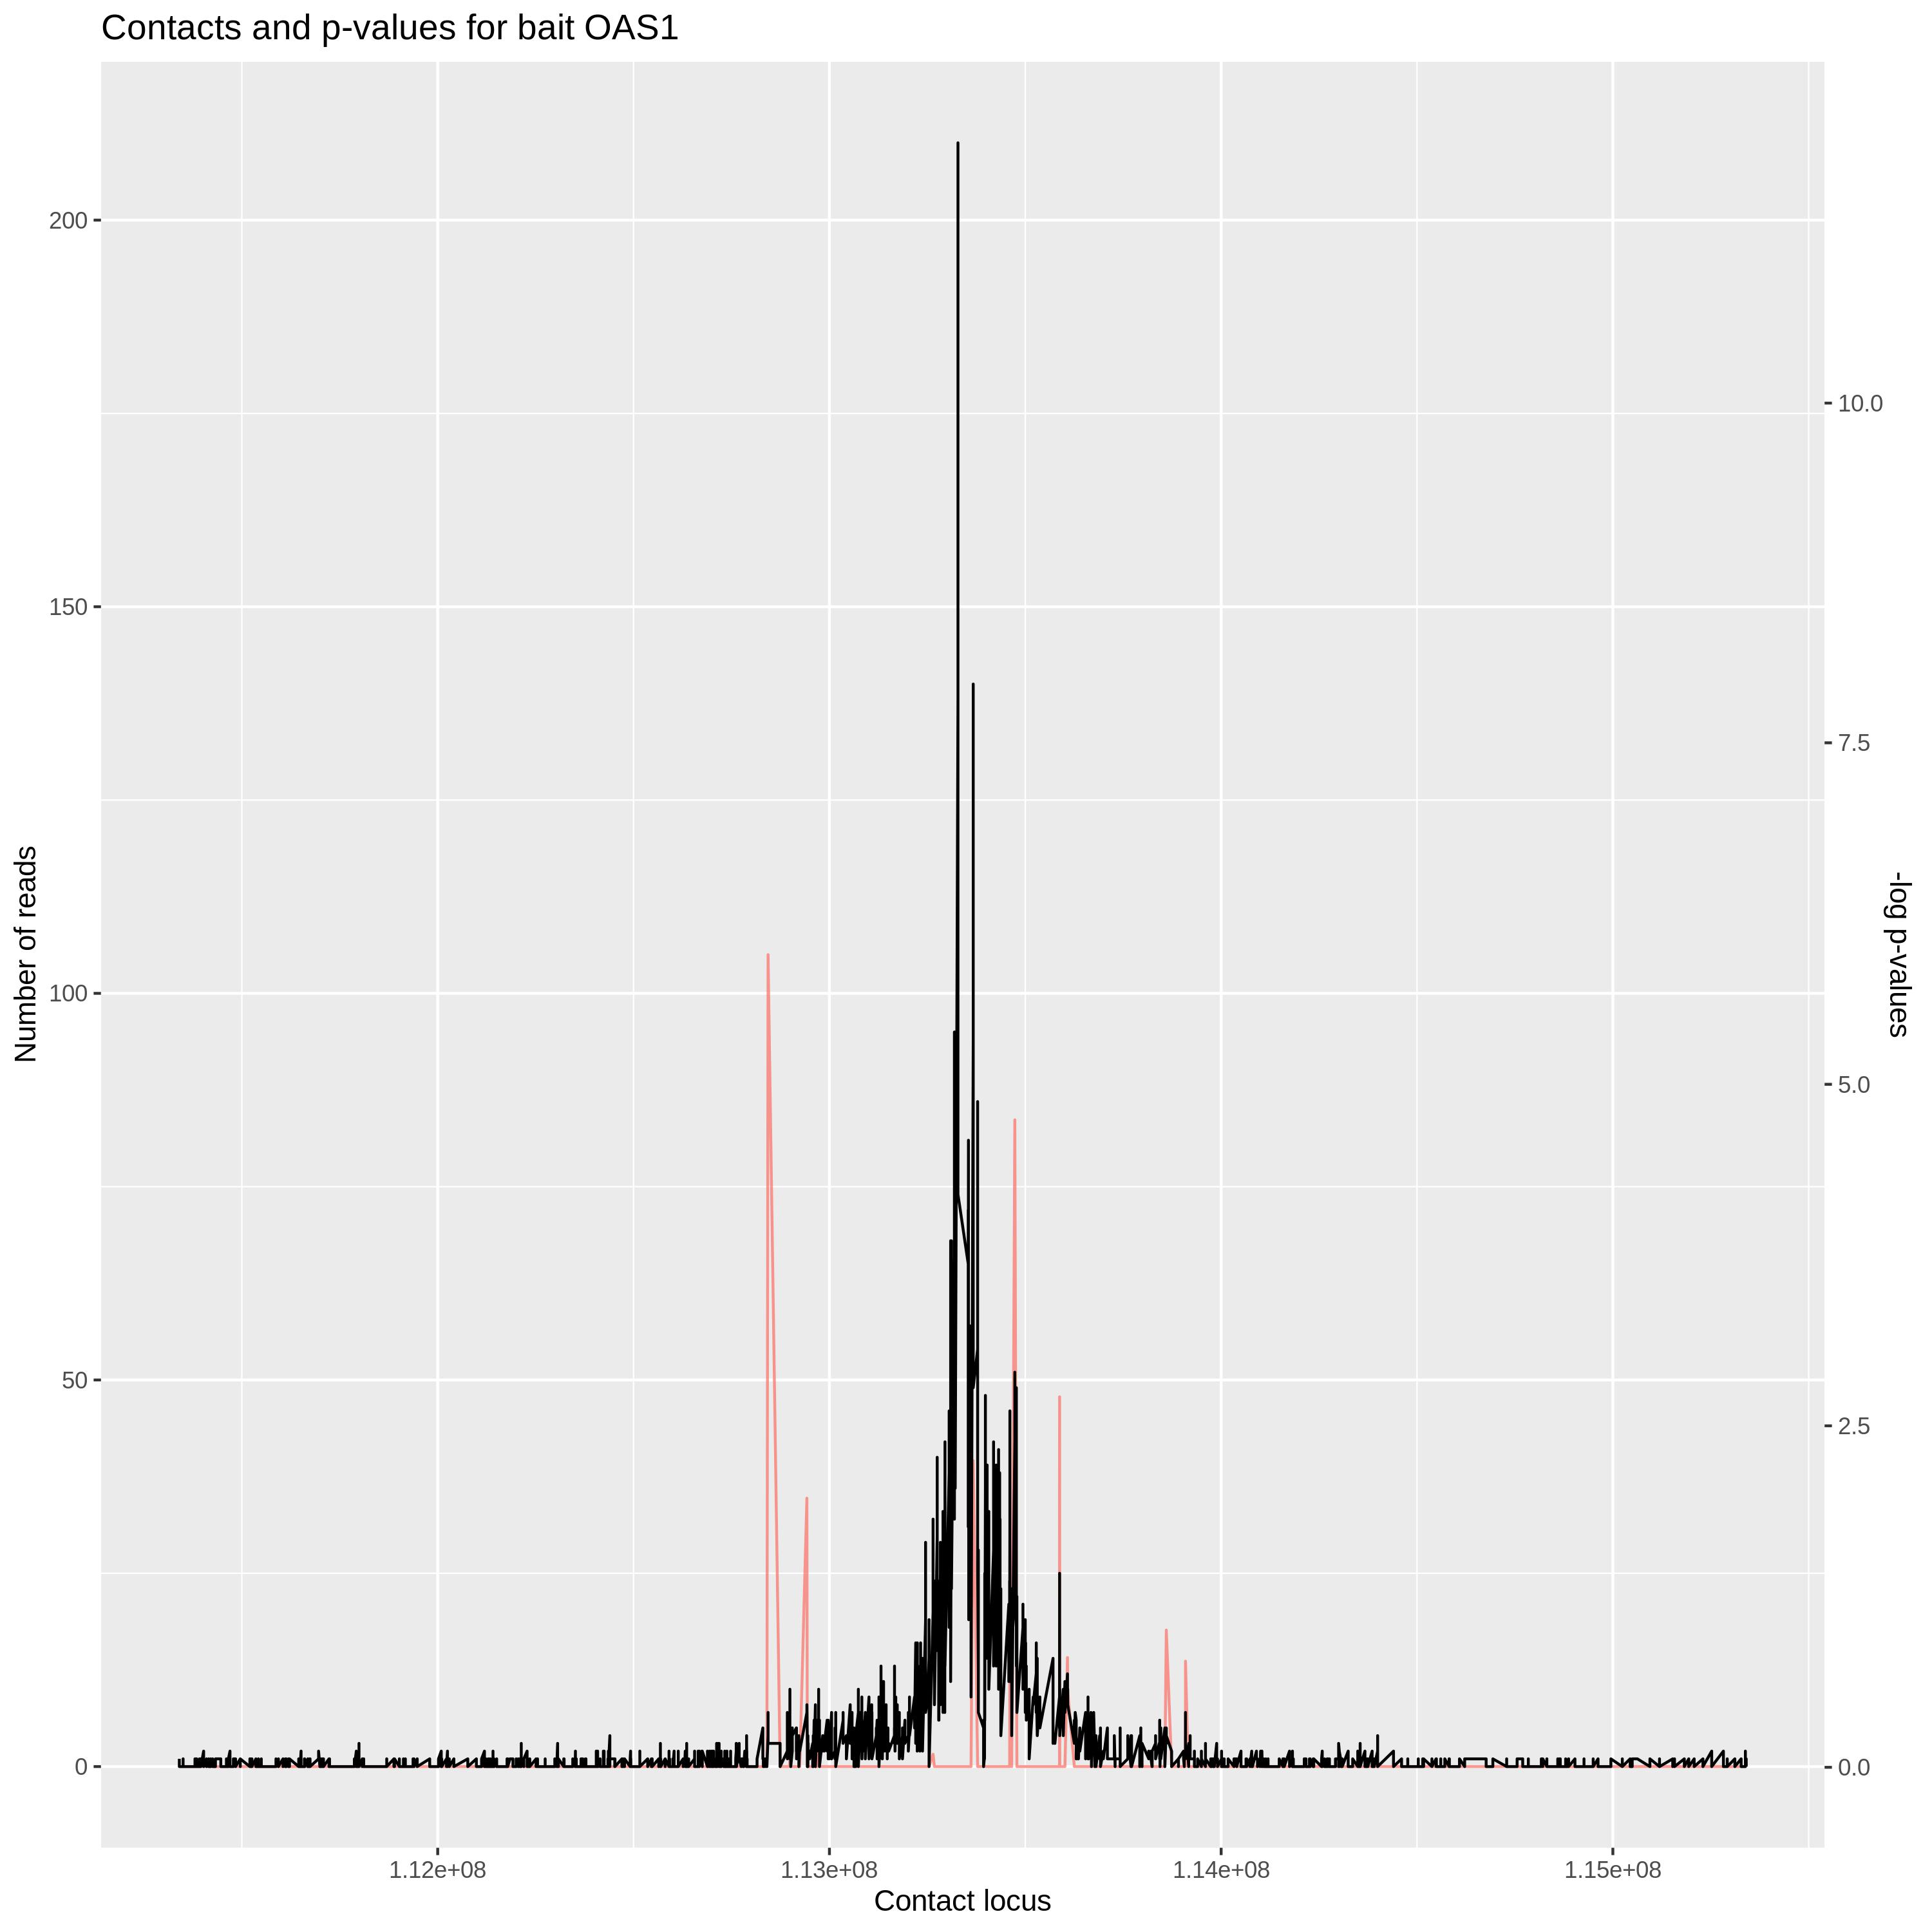 Contacts and p-values for bait OAS1
200
150
100
50
0
10.0
7.5
5.0
2.5
0.0
Number of reads
-log p-values
1.12e+08
1.13e+08
1.14e+08
1.15e+08
Contact locus